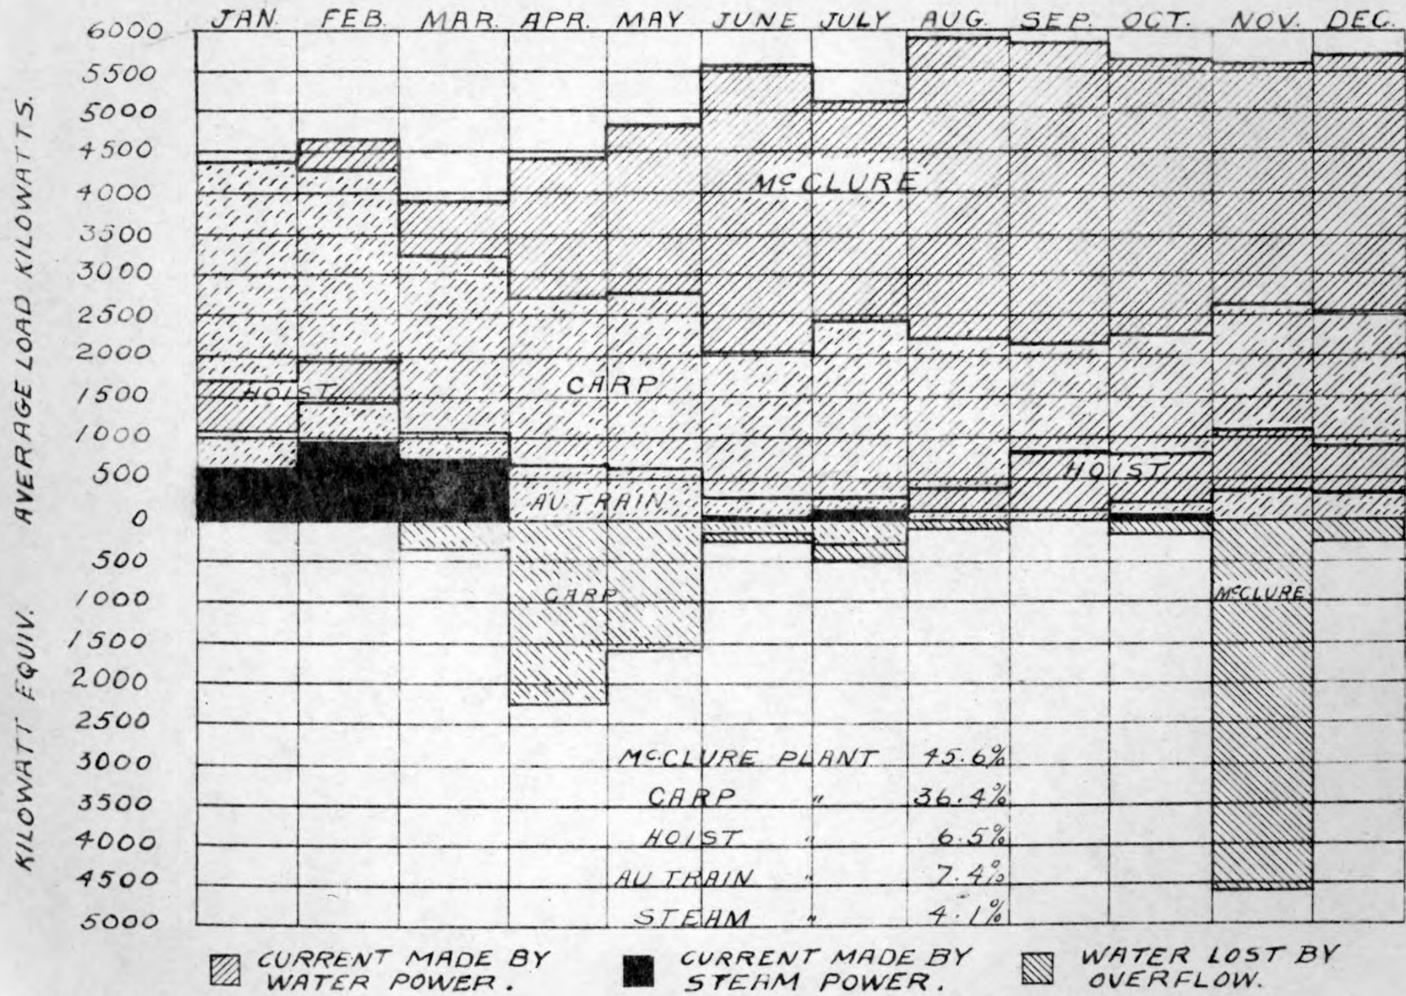 JAN. FEB. MAR. APR. MAY JUNE JULY AUG. SEP. OCT. NOV. DEC.
6000
5500
5000
4500
4000
3500
3000
2500
2000
1500
1000
500
0
500
1000
1500
2000
2500
3000
3500
4000
4500
5000
AVERRAGE LOAD KILOWATTS.
KILOWATT EQUIV.
McCLURE
HOIST
CARP
HOIST
AU TRAIN
CARP
McCLURE
McCLURE PLANT 45.6%
CARP " 36.4%
HOIST " 6.5%
AU TRAIN " 7.4%
STEAM " 4.1%
CURRENT MADE BY
WATER POWER.
CURRENT MADE BY
STEAM POWER.
WATER LOST BY
OVERFLOW.